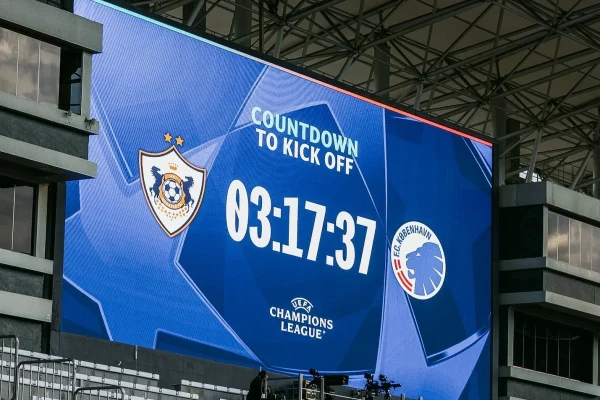 COUNTDOWN
TO KICK OFF
03:17:37
F.C. KØBENHAVN
UEFA
CHAMPIONS
LEAGUE®